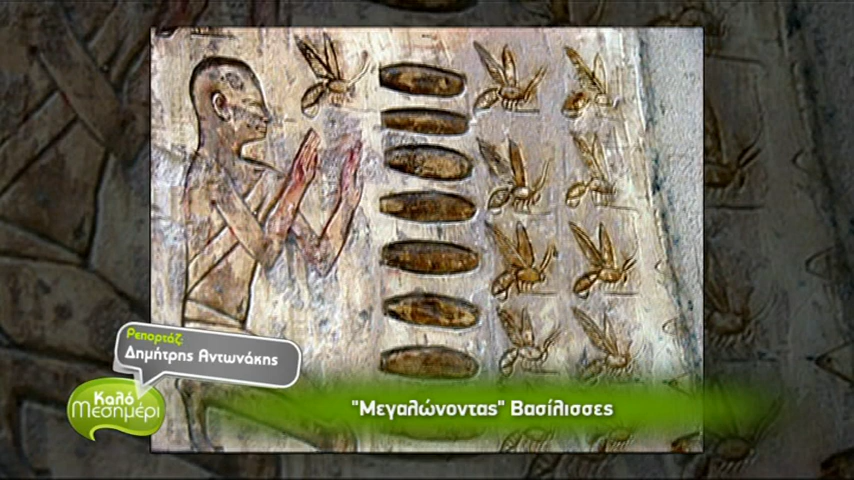 Ρεπορτάζ:
Δημήτρης Αντωνάκης
Καλό
Μεσημέρι
"Μεγαλώνοντας" Βασίλισσες